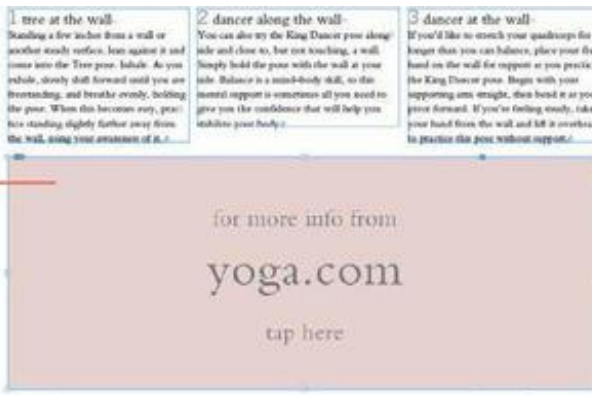 1 tree at the wall
Standing a few inches from a wall or
another steady surface, lean against it and
come into the Tree pose. Inhale. As you
exhale, slowly shift forward until you are
freestanding, and breathe evenly, holding
the pose. When this becomes easy, prac-
tice standing slightly farther away from
the wall, using your awareness of it.
2 dancer along the wall
You can also try the King Dancer pose along-
side and close to, but not touching, a wall.
Simply hold the pose with the wall at your
side. Balance is a mind-body skill, so this
mental support is sometimes all you need to
give you the confidence that will help you
stabilize your body.
3 dancer at the wall
If you'd like to stretch your quadriceps for
longer than you can balance, place your
hand on the wall for support as you
the King Dancer pose. Begin with your
supporting arm straight, then bend it as you
pivot forward. If you're feeling steady, take
your hand from the wall and lift it
to practice this pose without support.
for more info from
yoga.com
tap here